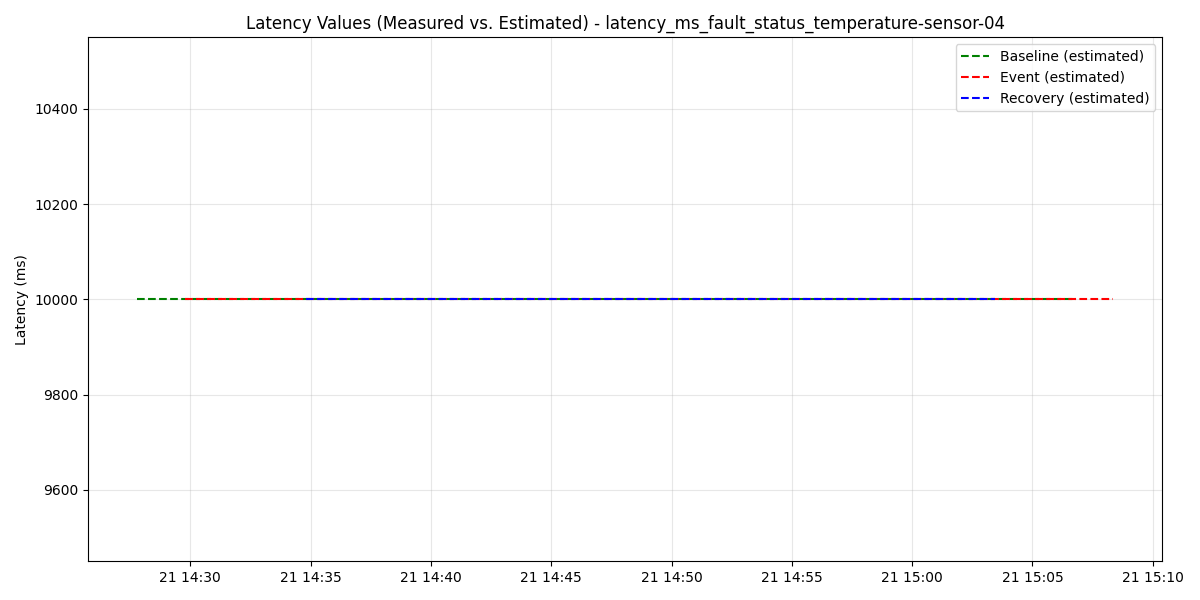 Latency Values (Measured vs. Estimated) - latency_ms_fault_status_temperature-sensor-04
Baseline (estimated)
Event (estimated)
Recovery (estimated)
Latency (ms)
10400
10200
10000
9800
9600
21 14:30
21 14:35
21 14:40
21 14:45
21 14:50
21 14:55
21 15:00
21 15:05
21 15:10